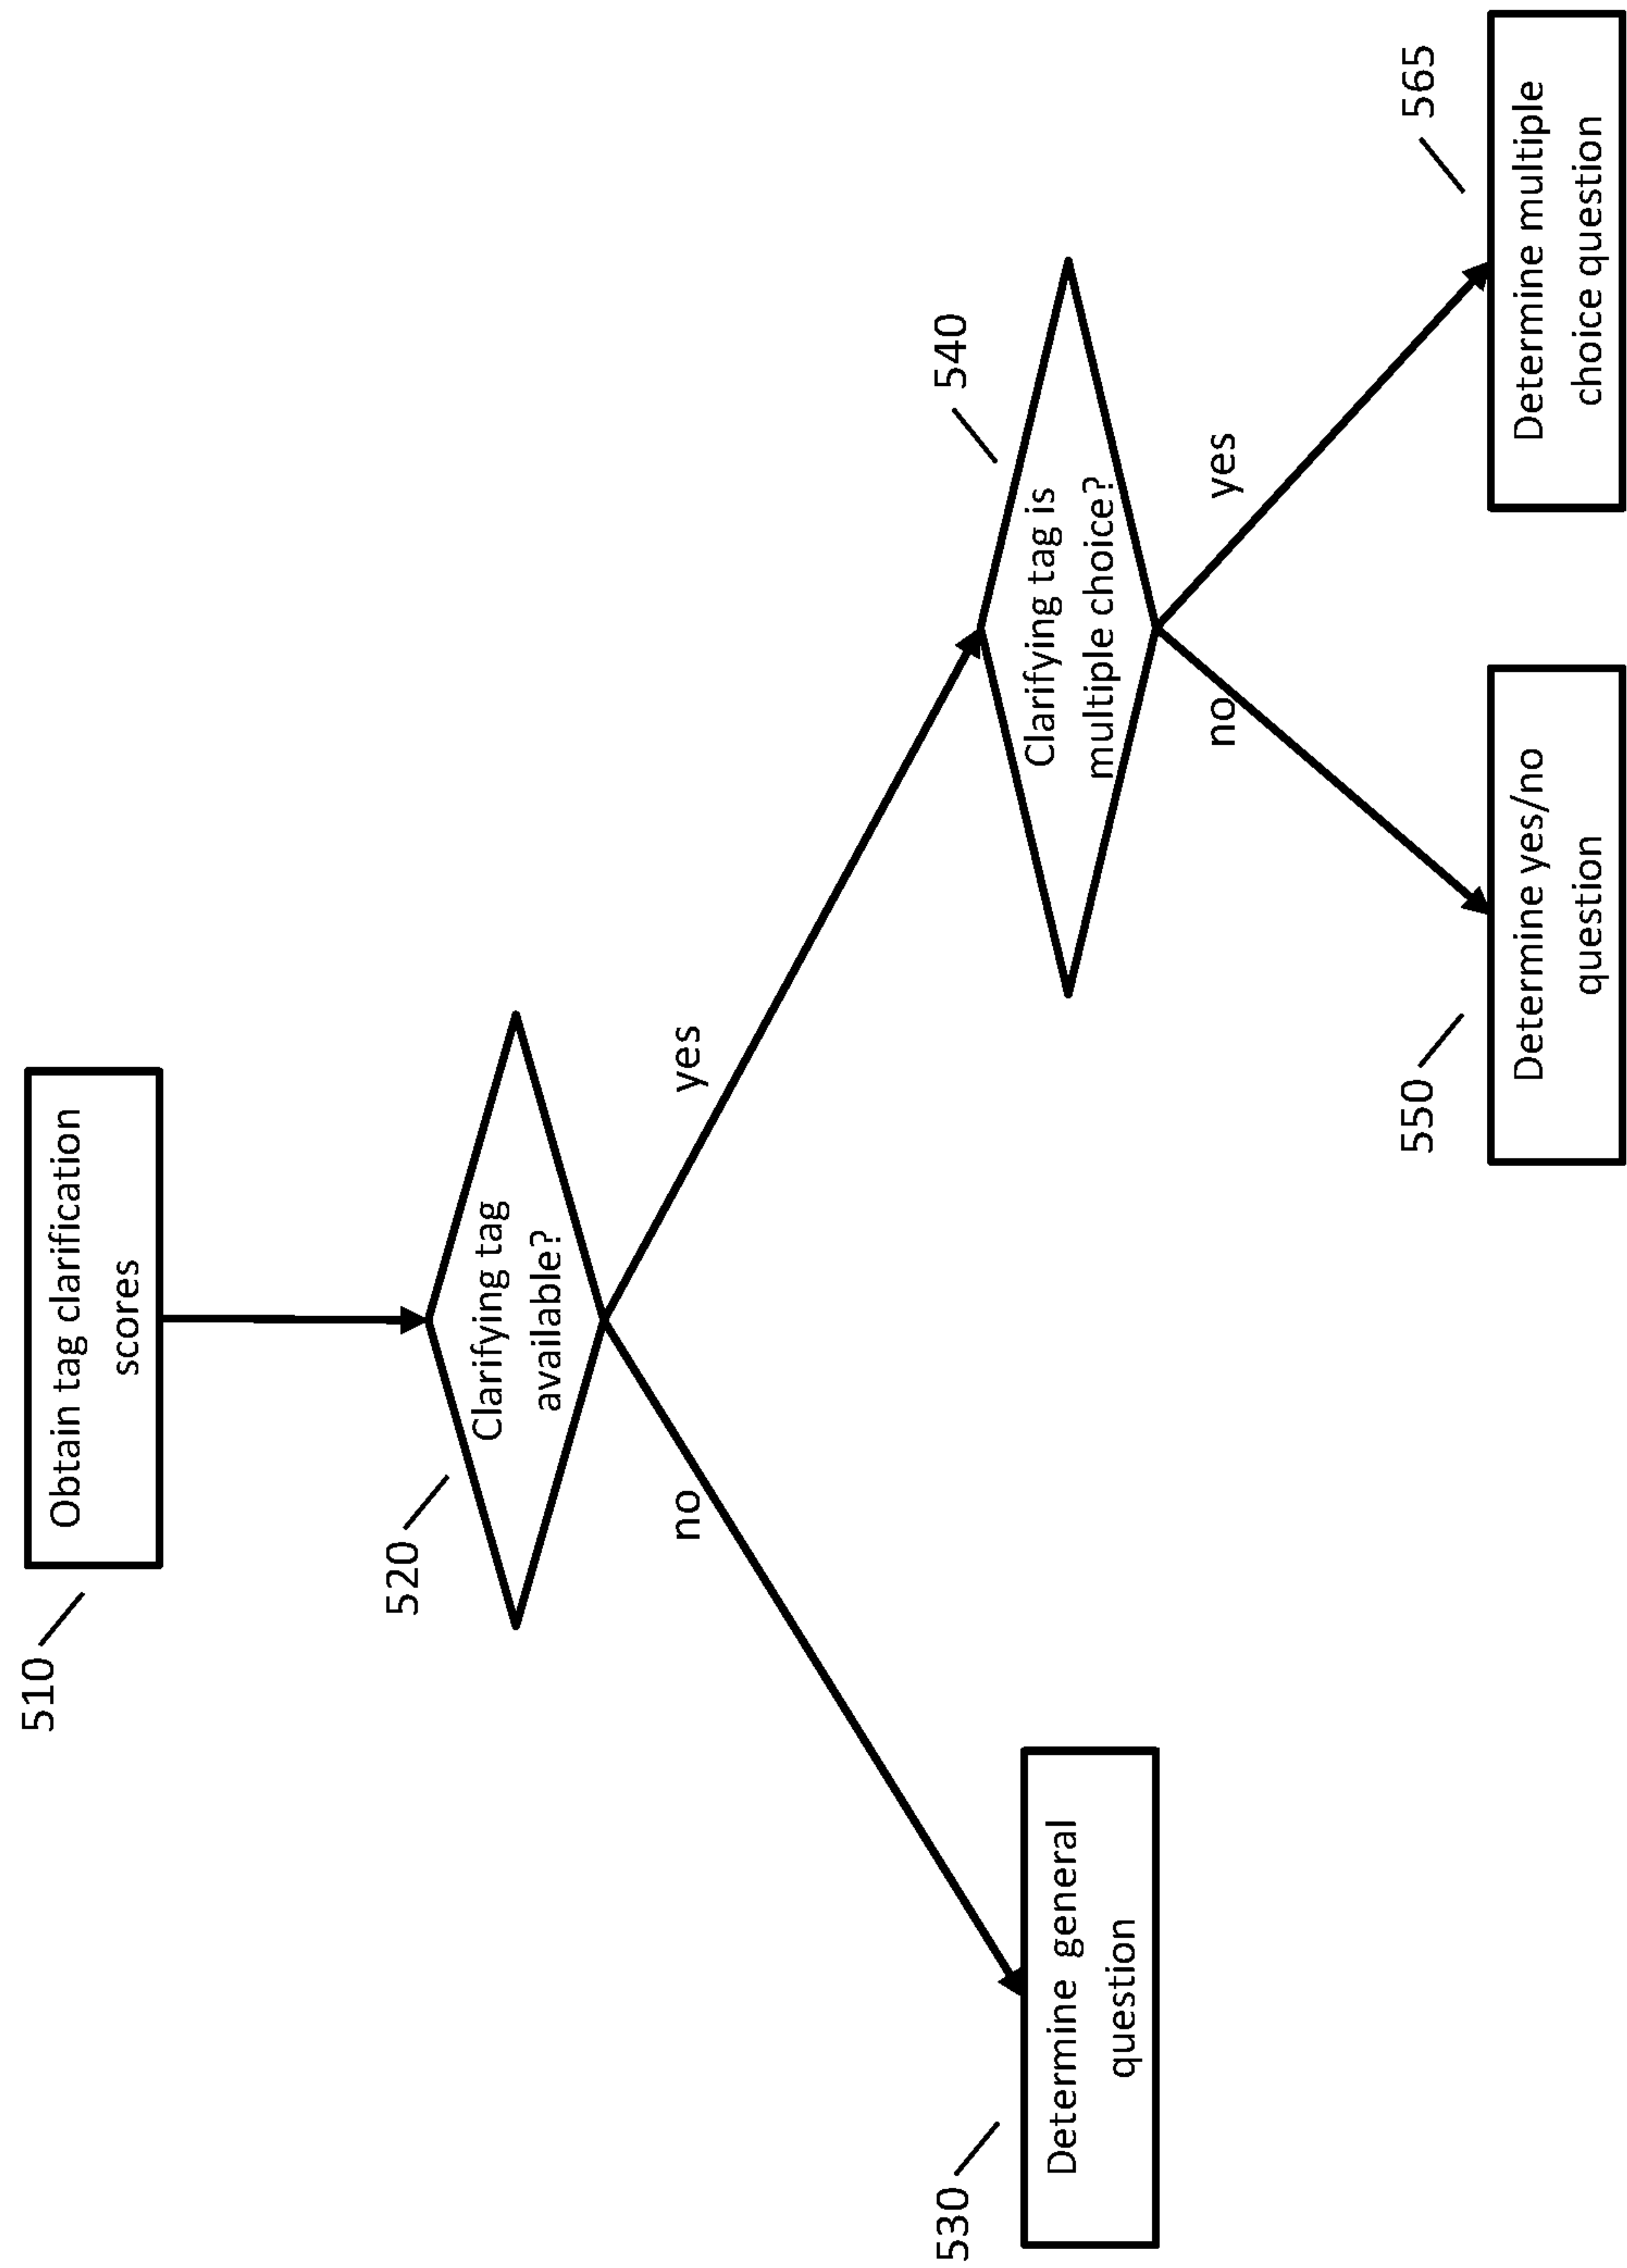 510
Obtain tag clarification
scores
520
Clarifying tag
available?
no
yes
530
Determine general
question
540
Clarifying tag is
multiple choice?
no
yes
550
Determine yes/no
question
565
Determine multiple
choice question